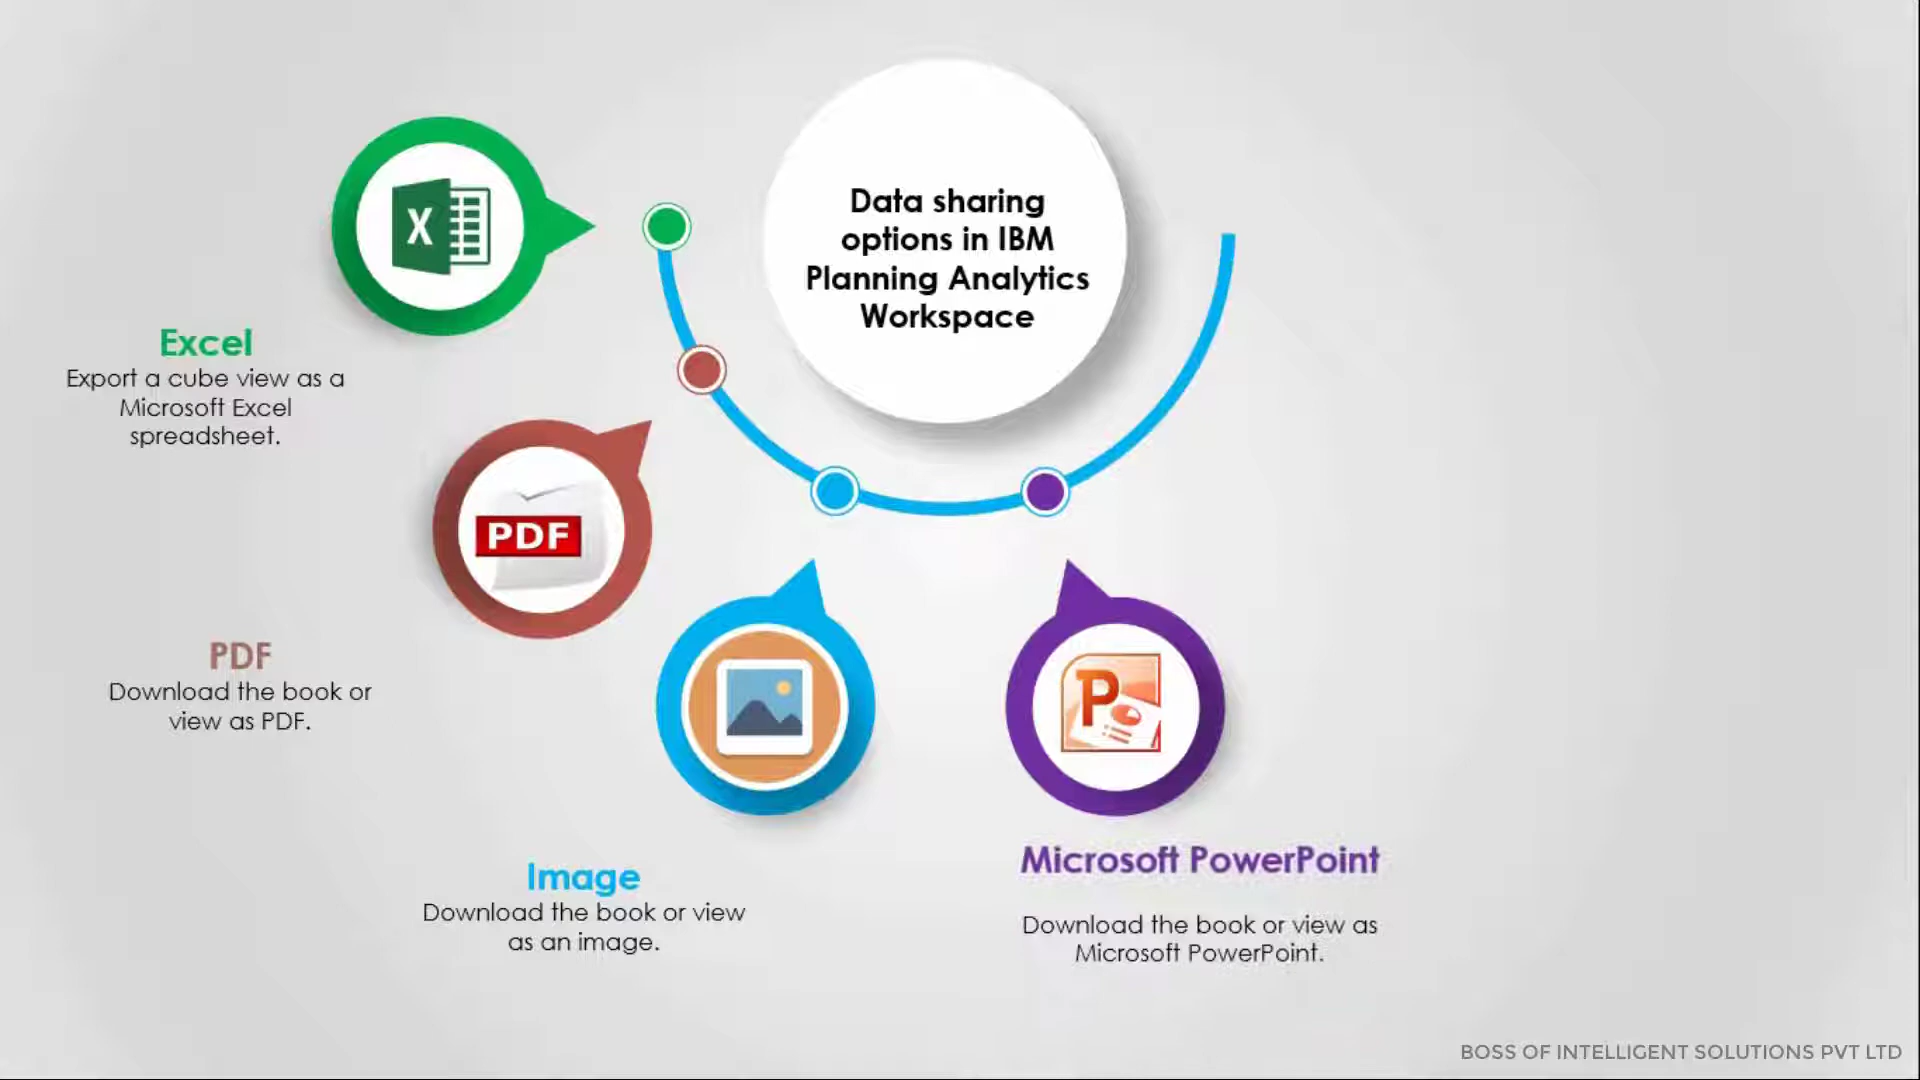 Data sharing
options in IBM
Planning Analytics
Workspace
X
Excel
Export a cube view as a
Microsoft Excel
spreadsheet.
PDF
PDF
Download the book or
view as PDF.
Image
Download the book or view
as an image.
P
Microsoft PowerPoint
Download the book or view as
Microsoft PowerPoint.
BOSS OF INTELLIGENT SOLUTIONS PVT LTD